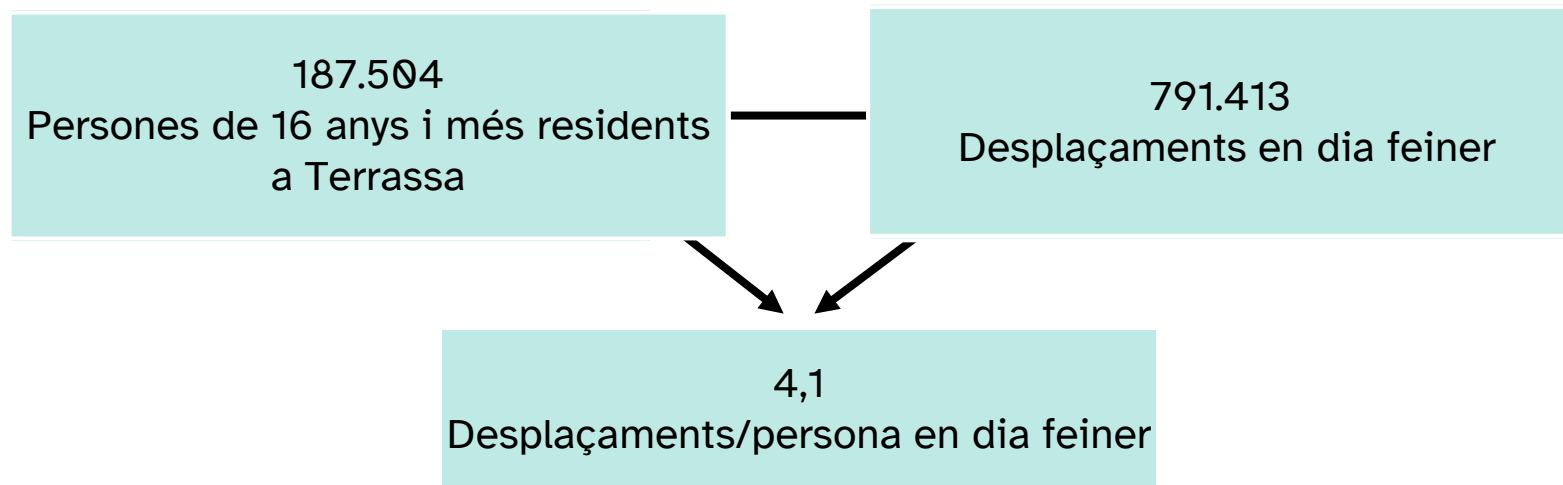 187.504
Persones de 16 anys i més residents
a Terrassa
791.413
Desplaçaments en dia feiner
4,1
Desplaçaments/persona en dia feiner